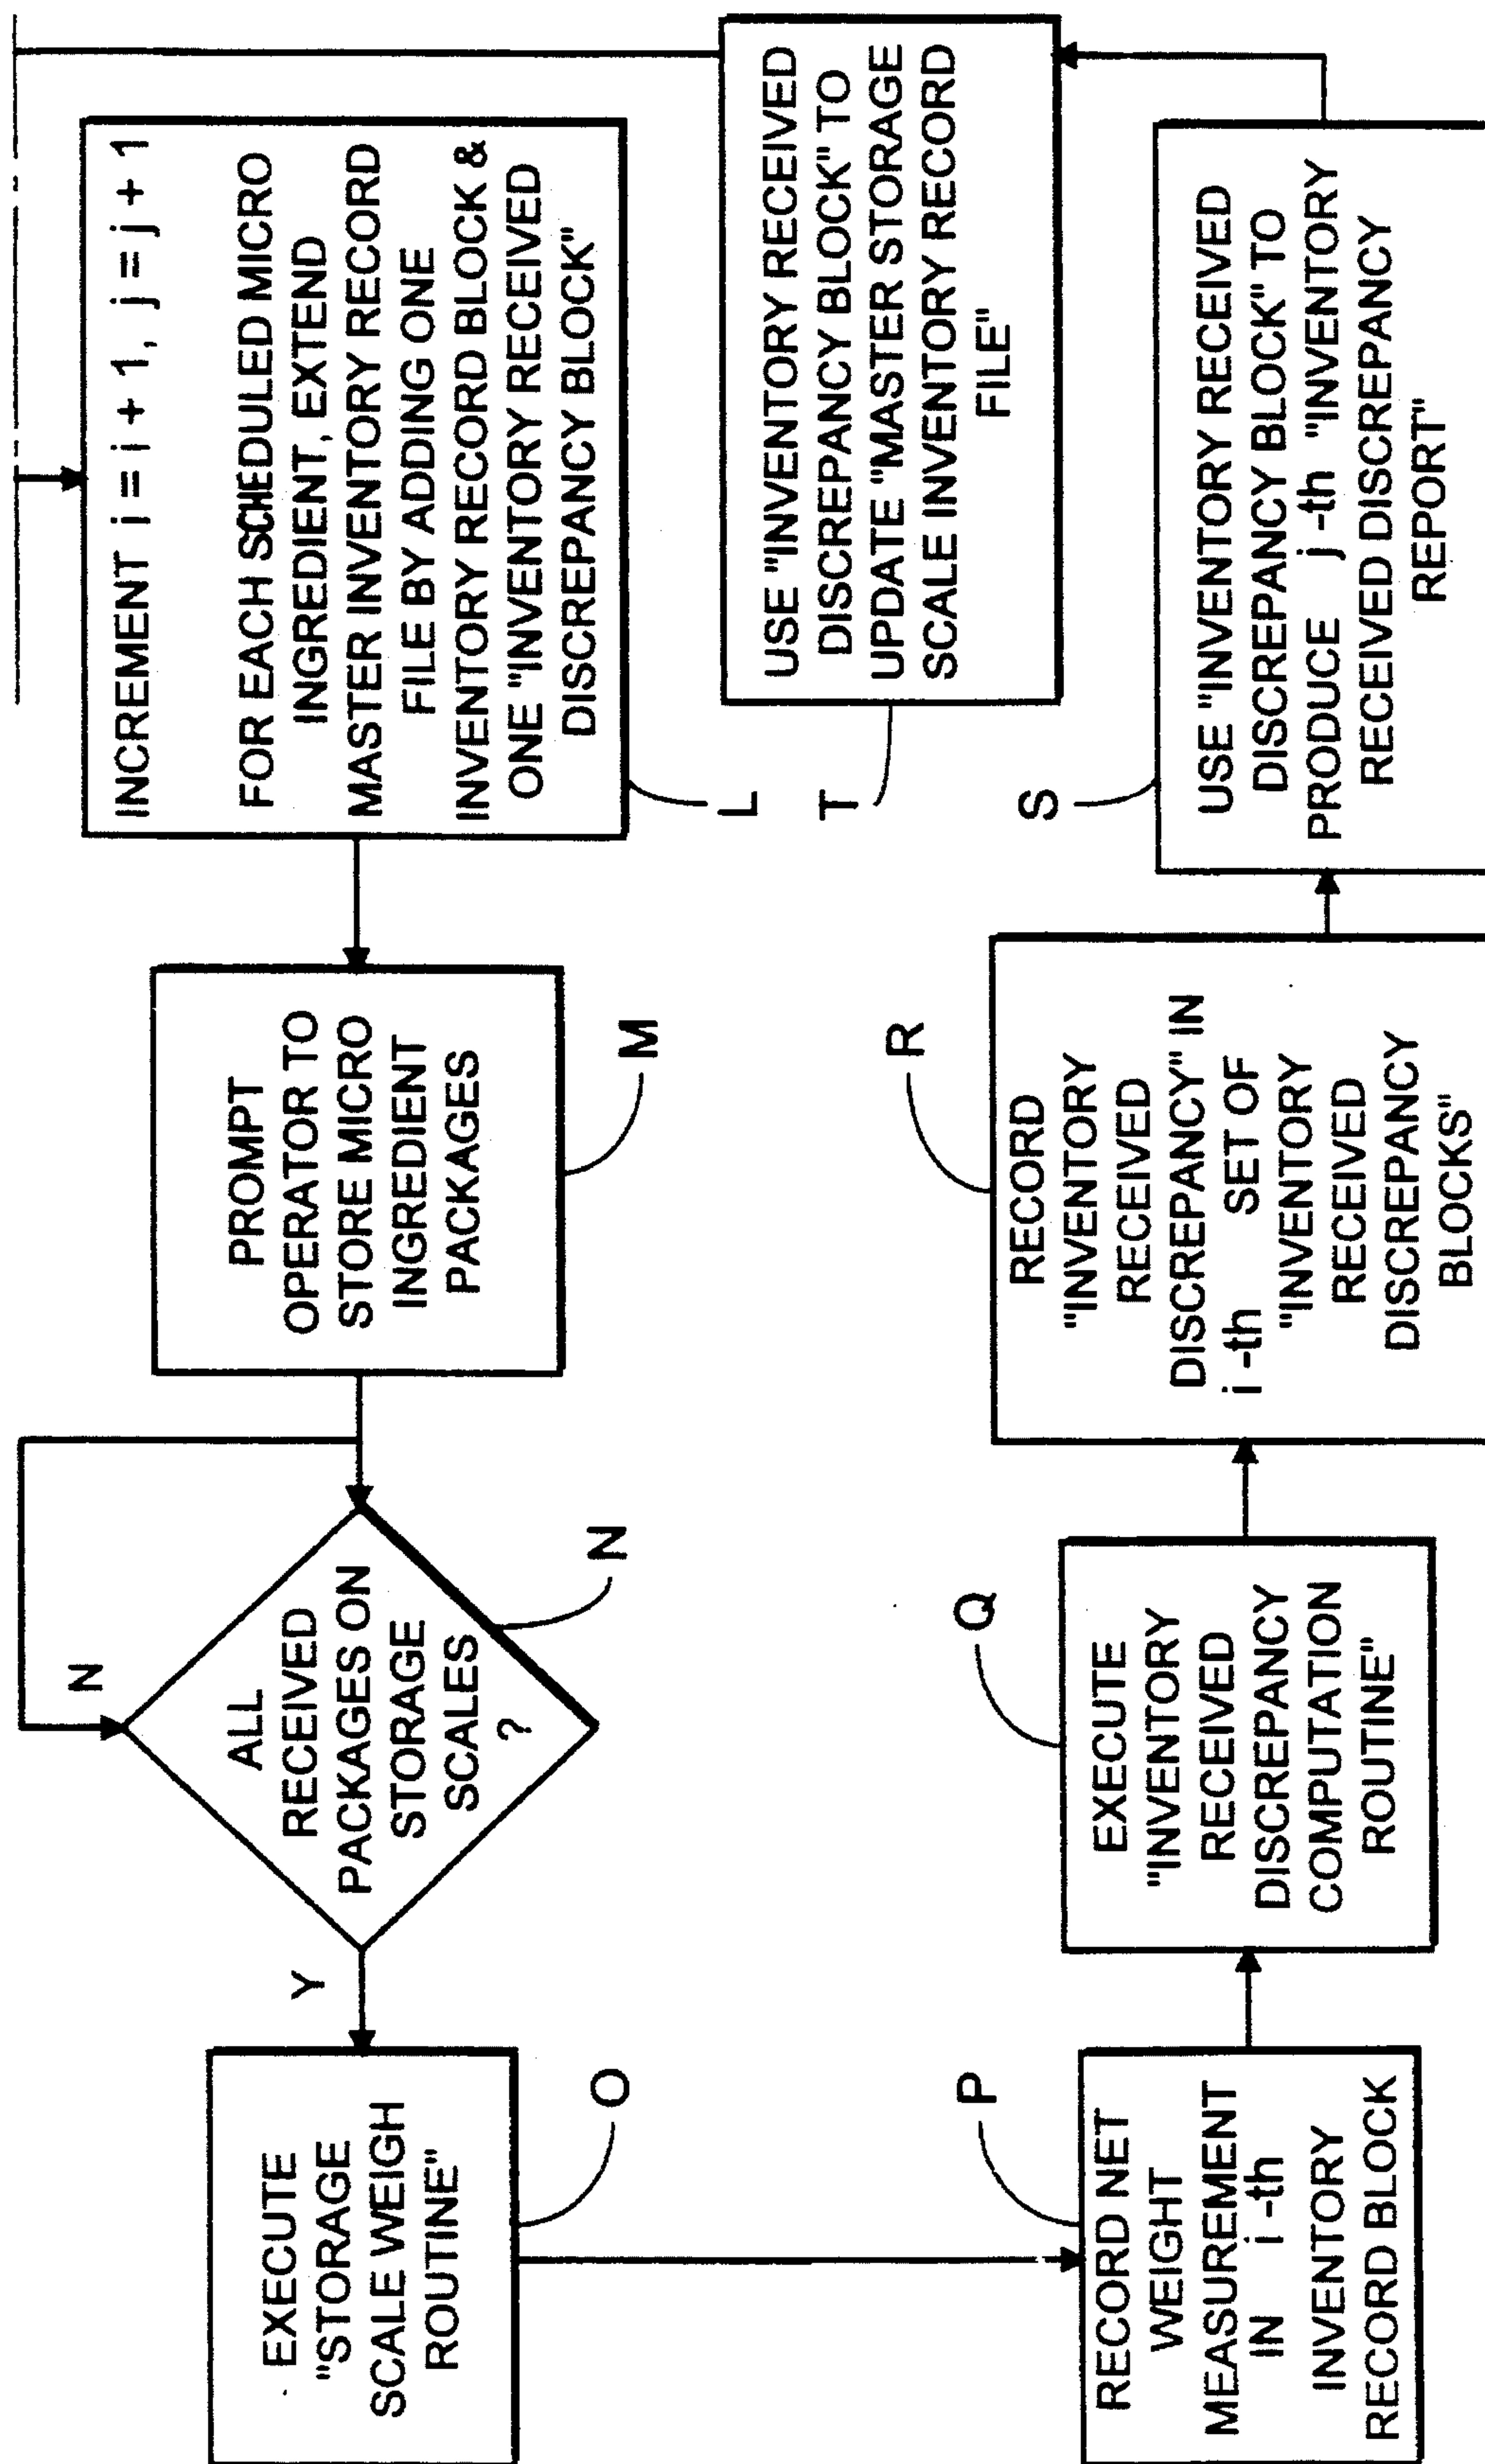 INCREMENT i = i + 1, j = j + 1
FOR EACH SCHEDULED MICRO
INGREDIENT, EXTEND
MASTER INVENTORY RECORD
FILE BY ADDING ONE
INVENTORY RECORD BLOCK &
ONE "INVENTORY RECEIVED
DISCREPANCY BLOCK"
L
PROMPT
OPERATOR TO
STORE MICRO
INGREDIENT
PACKAGES
M
N
ALL
RECEIVED
PACKAGES ON
STORAGE
SCALES
?
N
Y
EXECUTE
"STORAGE
SCALE WEIGH
ROUTINE"
O
P
RECORD NET
WEIGHT
MEASUREMENT
IN i -th
INVENTORY
RECORD BLOCK
Q
EXECUTE
"INVENTORY
RECEIVED
DISCREPANCY
COMPUTATION
ROUTINE"
R
RECORD
"INVENTORY
RECEIVED
DISCREPANCY" IN
i -th SET OF
"INVENTORY
RECEIVED
DISCREPANCY
BLOCKS"
S
USE "INVENTORY RECEIVED
DISCREPANCY BLOCK" TO
PRODUCE j -th "INVENTORY
RECEIVED DISCREPANCY
REPORT"
T
USE "INVENTORY RECEIVED
DISCREPANCY BLOCK" TO
UPDATE "MASTER STORAGE
SCALE INVENTORY RECORD
FILE"